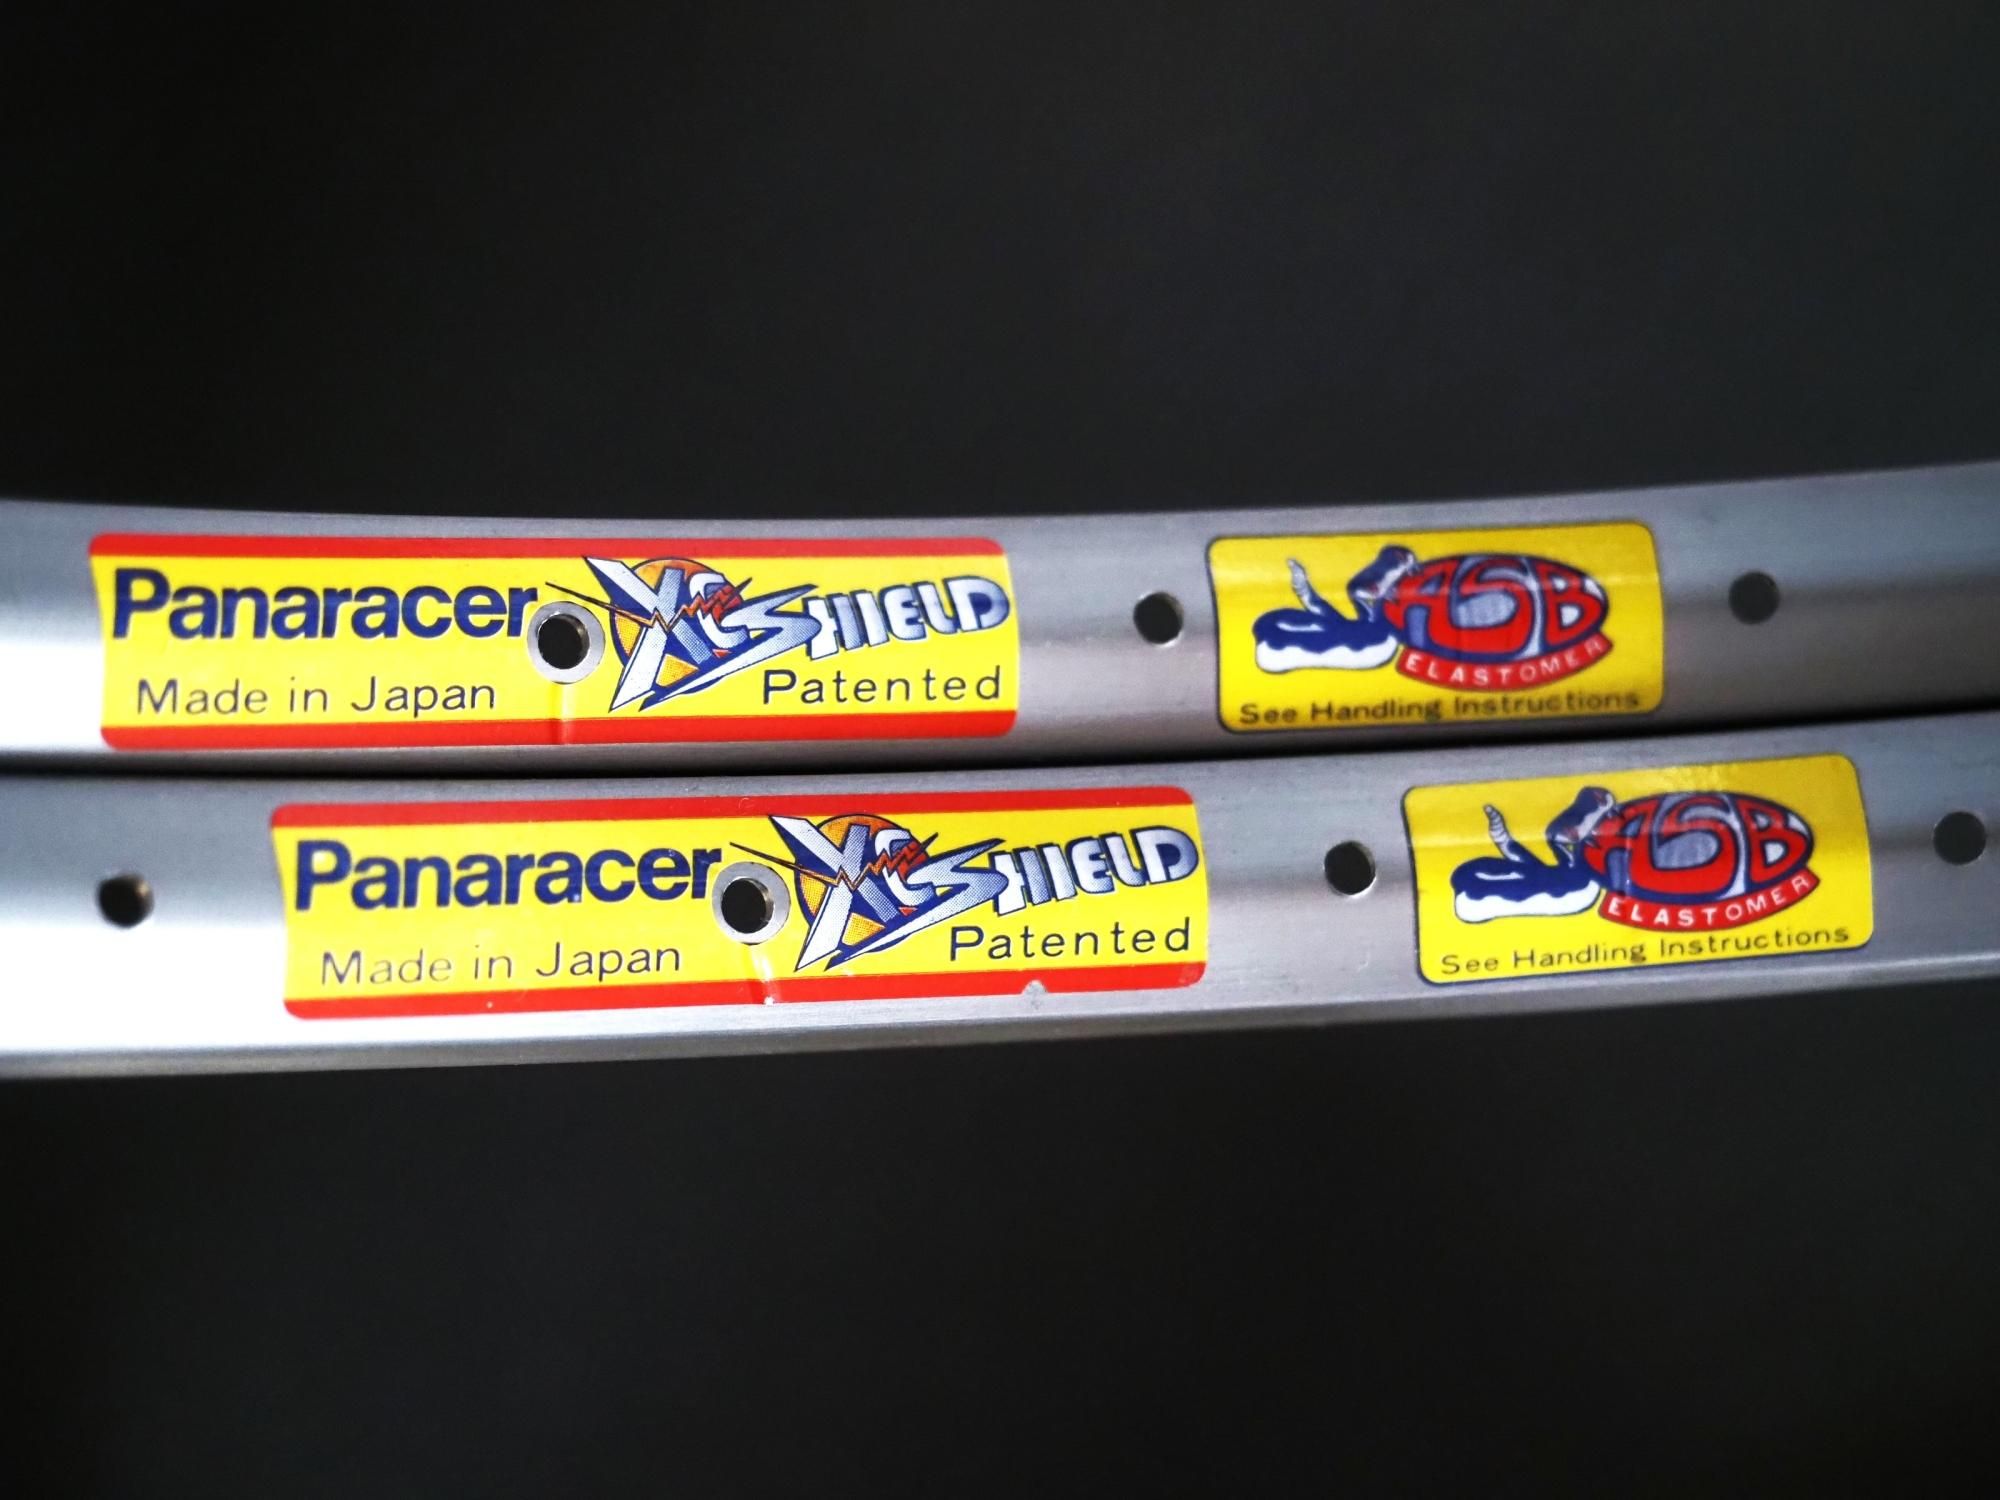 Panaracer XC SHIELD
Made in Japan Patented
ASB
ELASTOMER
See Handling Instructions
Panaracer XC SHIELD
Made in Japan Patented
ASB
ELASTOMER
See Handling Instructions